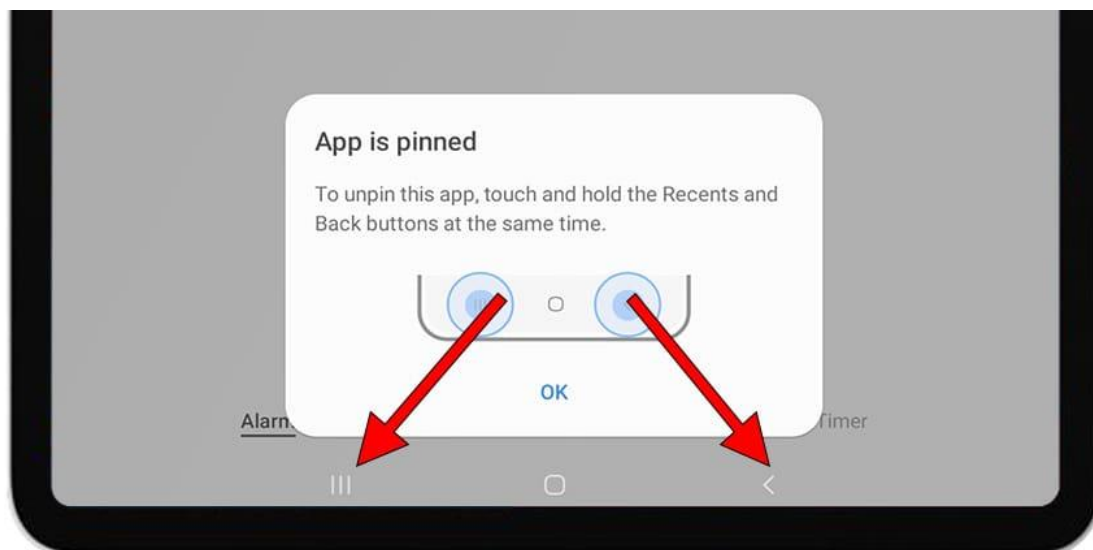 App is pinned
To unpin this app, touch and hold the Recents and
Back buttons at the same time.
OK
Alarm
Timer